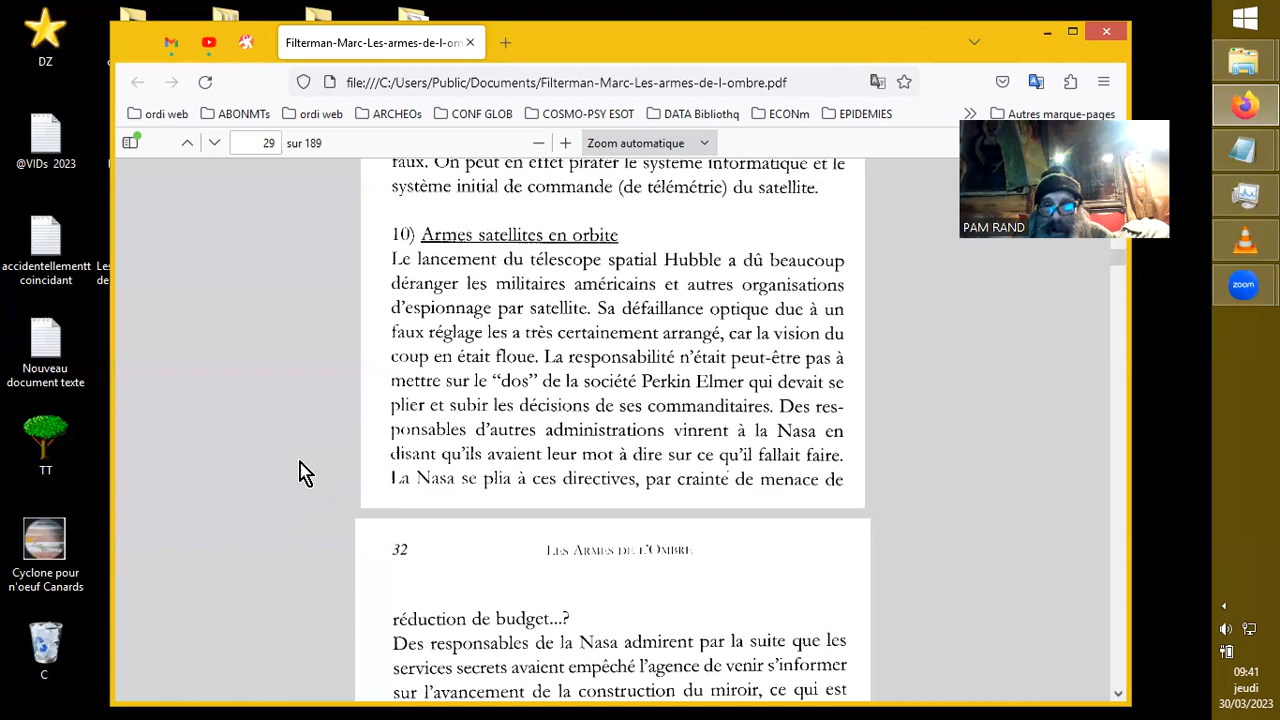 DZ
@VIDs 2023
accidentellementt
coincidant
Nouveau
document texte
TT
Cyclone pour
n'oeuf Canards
C
Filterman-Marc-Les-armes-de-l-om
file:///C:/Users/Public/Documents/Filterman-Marc-Les-armes-de-l-ombre.pdf
ordi web
ABONMTs
ordi web
ARCHEOs
CONF GLOB
COSMO-PSY ESOT
DATA Bibliothq
ECONm
EPIDEMIES
Autres marque-pages
29 sur 189
Zoom automatique
faux. On peut en effet pirater le système informatique et le
système initial de commande (de télémétrie) du satellite.
10) Armes satellites en orbite
Le lancement du télescope spatial Hubble a dû beaucoup
déranger les militaires américains et autres organisations
d'espionnage par satellite. Sa défaillance optique due à un
faux réglage les a très certainement arrangé, car la vision du
coup en était floue. La responsabilité n'était peut-être pas à
mettre sur le “dos” de la société Perkin Elmer qui devait se
plier et subir les décisions de ses commanditaires. Des res-
ponsables d'autres administrations vinrent à la Nasa en
disant qu'ils avaient leur mot à dire sur ce qu'il fallait faire.
La Nasa se plia à ces directives, par crainte de menace de
32 LES ARMES DE L'OMBRE
réduction de budget...?
Des responsables de la Nasa admirent par la suite que les
services secrets avaient empêché l'agence de venir s'informer
sur l'avancement de la construction du miroir, ce qui est
PAM RAND
zoom
09:41
jeudi
30/03/2023